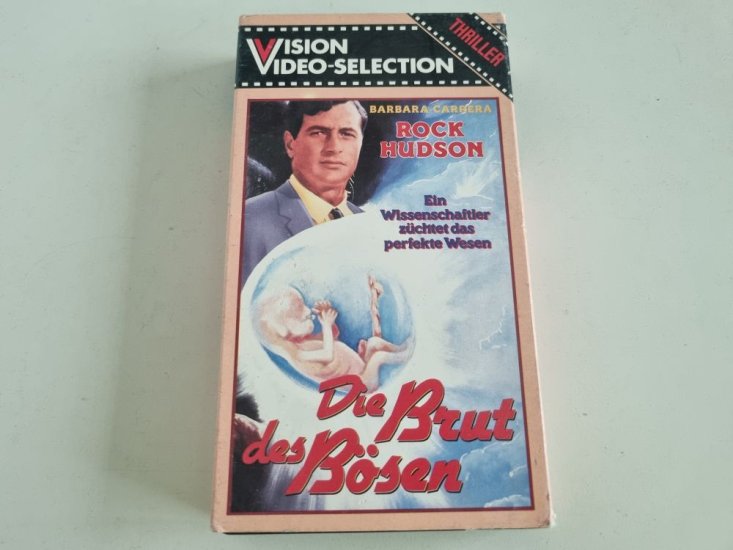 VISION
VIDEO-SELECTION
THRILLER
BARBARA CARRERA
ROCK
HUDSON
Ein
Wissenschaftler
züchtet das
perfekte Wesen
Die Brut
des Bösen